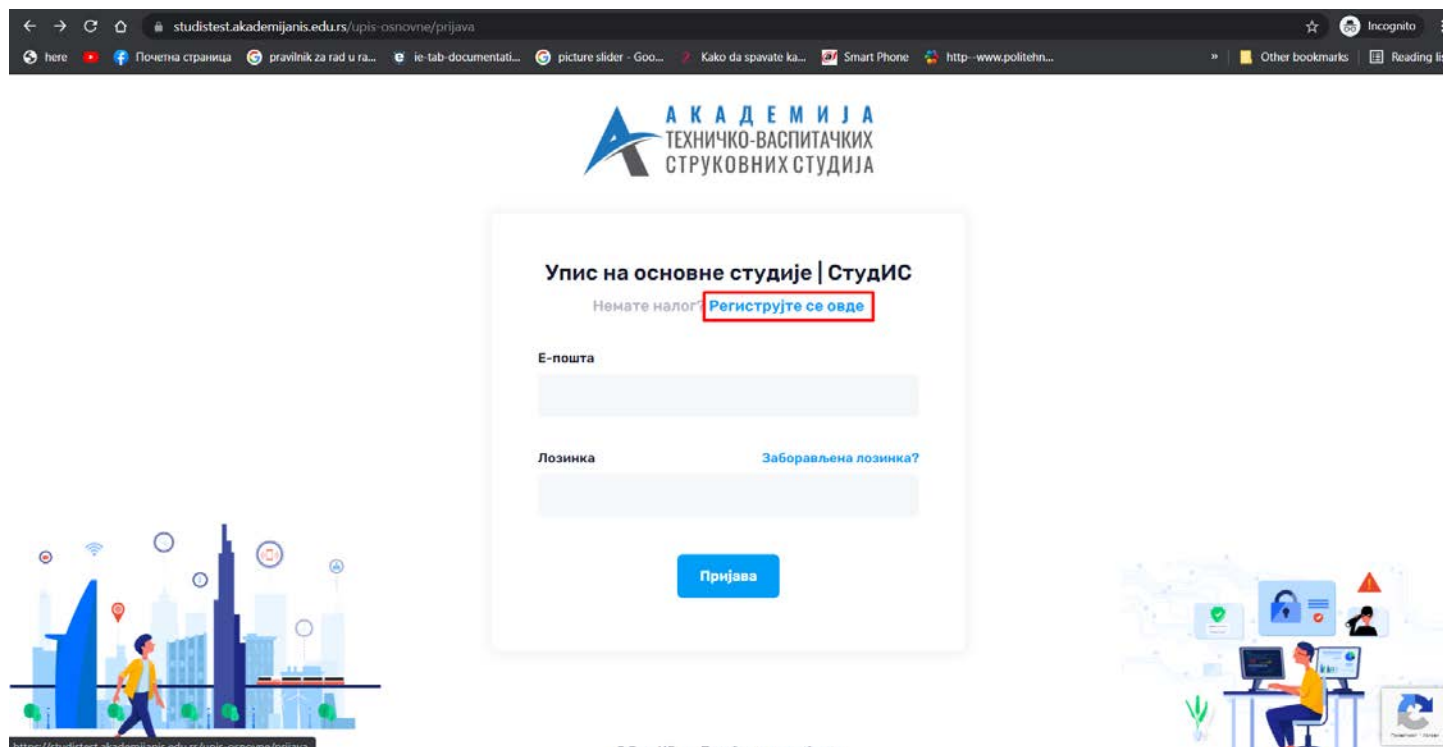 studistest.akademijanis.edu.rs/upis-osnovne/prijava
Incognito
here
Почетна страница
pravilnik za rad u ra...
ie-tab-documentati...
picture slider - Goo...
Kako da spavate ka...
Smart Phone
http--www.politehn...
»
Other bookmarks
Reading lis
АКАДЕМИЈА
ТЕХНИЧКО-ВАСПИТАЧКИХ
СТРУКОВНИХ СТУДИЈА
Упис на основне студије | СтудИС
Немате налог? Региструјте се овде
Е-пошта
Лозинка
Заборављена лозинка?
Пријава